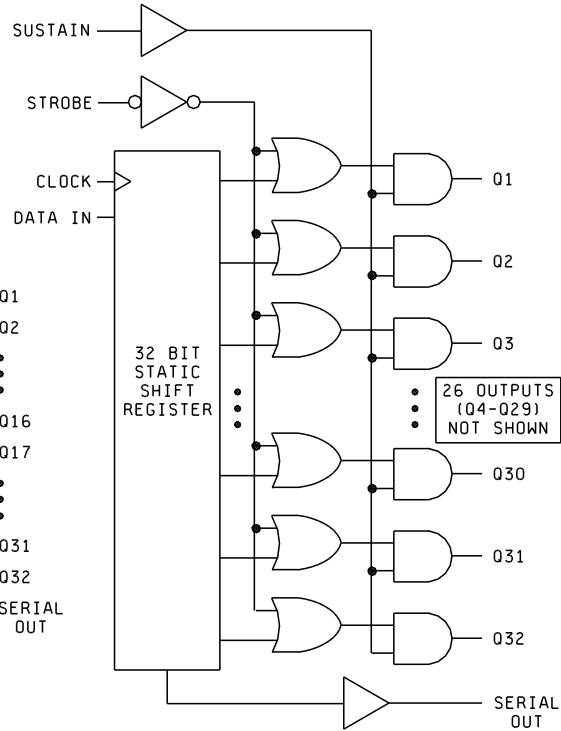 SUSTAIN
STROBE
CLOCK
DATA IN
Q1
Q2
Q16
Q17
Q31
Q32
SERIAL
OUT
32 BIT
STATIC
SHIFT
REGISTER
Q1
Q2
Q3
26 OUTPUTS
(Q4-Q29)
NOT SHOWN
Q30
Q31
Q32
SERIAL
OUT